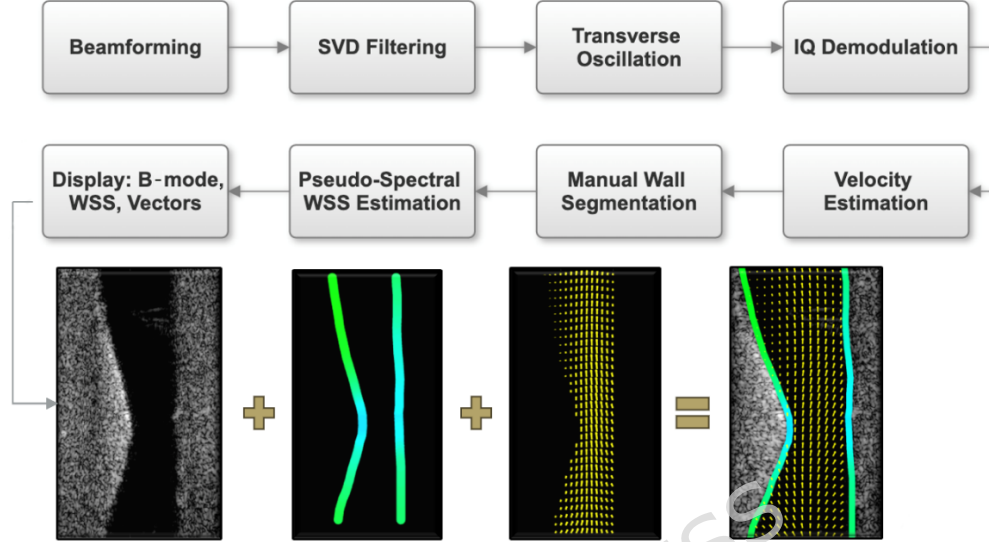 Beamforming
SVD Filtering
Transverse
Oscillation
IQ Demodulation
Velocity
Estimation
Manual Wall
Segmentation
Pseudo-Spectral
WSS Estimation
Display: B-mode,
WSS, Vectors